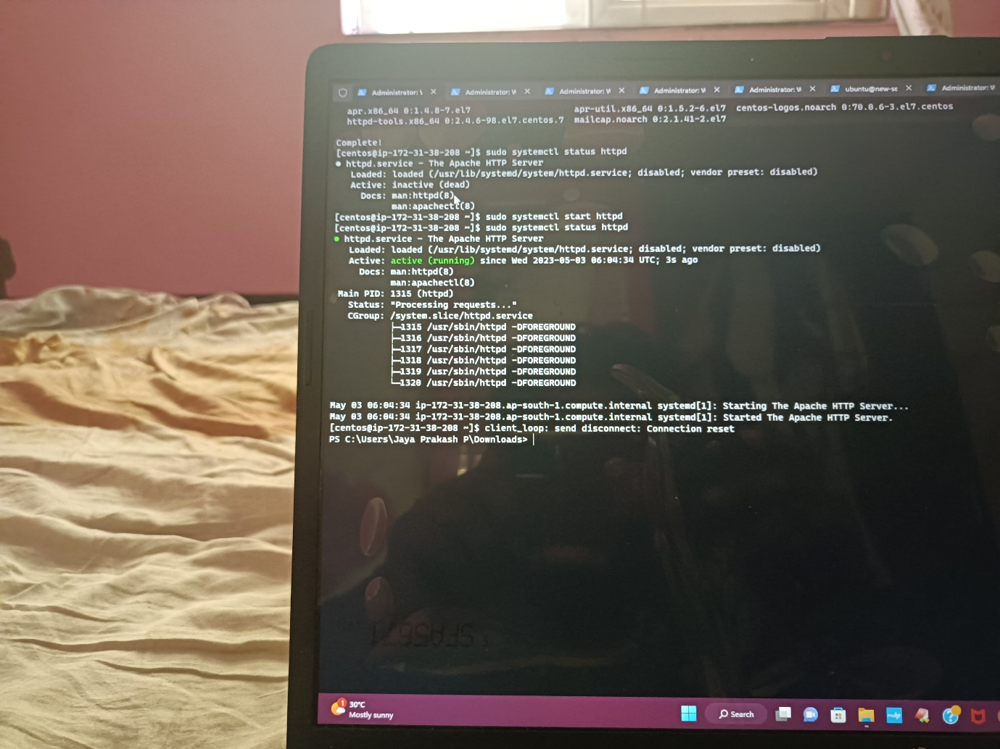 Administrator: Administrator: W Administrator: W Administrator: W Administrator: W ubuntu@new-se Administrator: W
apr.x86_64 0:1.4.8-7.el7 apr-util.x86_64 0:1.5.2-6.el7 centos-logos.noarch 0:70.0.6-3.el7.centos
httpd-tools.x86_64 0:2.4.6-98.el7.centos.7 mailcap.noarch 0:2.1.41-2.el7
Complete!
[centos@ip-172-31-38-208 ~]$ sudo systemctl status httpd
● httpd.service - The Apache HTTP Server
Loaded: loaded (/usr/lib/systemd/system/httpd.service; disabled; vendor preset: disabled)
Active: inactive (dead)
Docs: man:httpd(8)
man:apachectl(8)
[centos@ip-172-31-38-208 ~]$ sudo systemctl start httpd
[centos@ip-172-31-38-208 ~]$ sudo systemctl status httpd
● httpd.service - The Apache HTTP Server
Loaded: loaded (/usr/lib/systemd/system/httpd.service; disabled; vendor preset: disabled)
Active: active (running) since Wed 2023-05-03 06:04:34 UTC; 3s ago
Docs: man:httpd(8)
man:apachectl(8)
Main PID: 1315 (httpd)
Status: "Processing requests..."
CGroup: /system.slice/httpd.service
├─1315 /usr/sbin/httpd -DFOREGROUND
├─1316 /usr/sbin/httpd -DFOREGROUND
├─1317 /usr/sbin/httpd -DFOREGROUND
├─1318 /usr/sbin/httpd -DFOREGROUND
├─1319 /usr/sbin/httpd -DFOREGROUND
└─1320 /usr/sbin/httpd -DFOREGROUND
May 03 06:04:34 ip-172-31-38-208.ap-south-1.compute.internal systemd[1]: Starting The Apache HTTP Server...
May 03 06:04:34 ip-172-31-38-208.ap-south-1.compute.internal systemd[1]: Started The Apache HTTP Server.
[centos@ip-172-31-38-208 ~]$ client_loop: send disconnect: Connection reset
PS C:\Users\Jaya Prakash P\Downloads>
1
30°C
Mostly sunny
Search